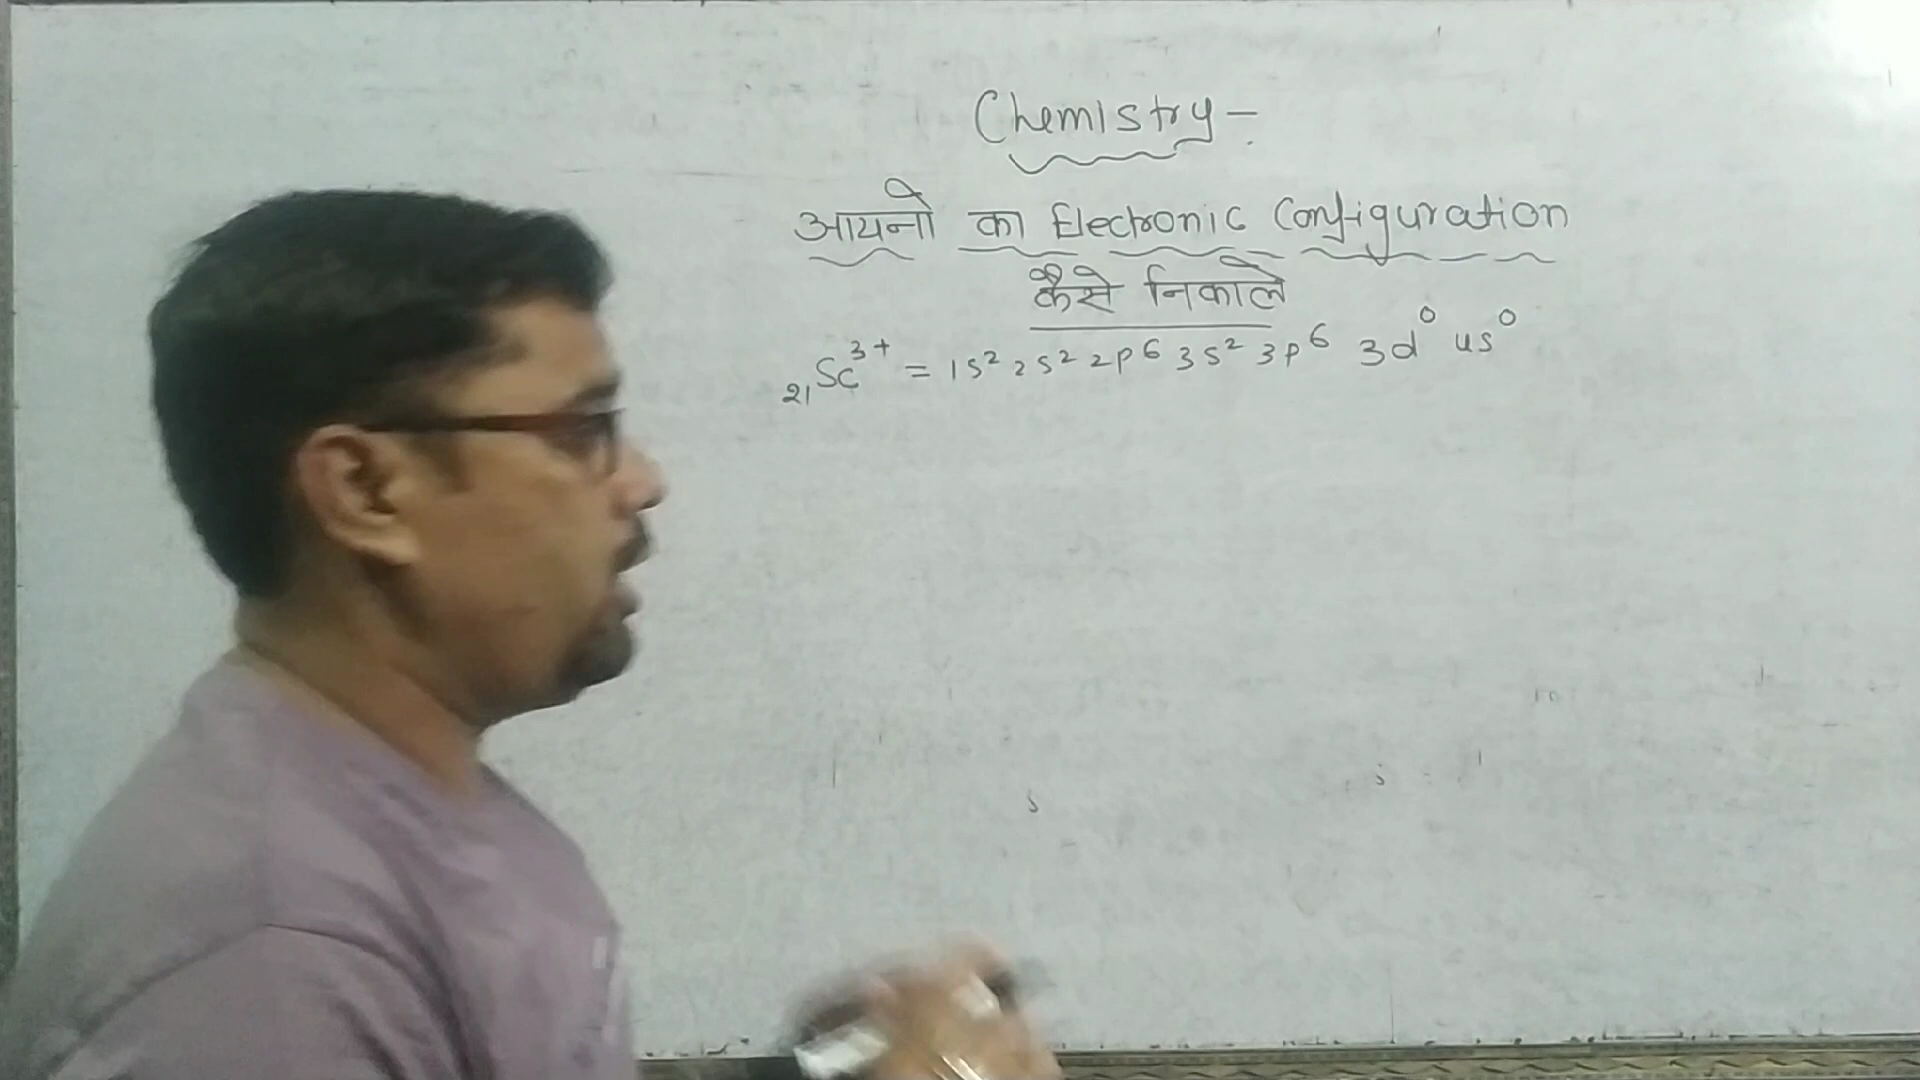 Chemistry -
आयनो का Electronic Configuration
कैसे निकाले
₂₁Sc³⁺ = 1s² 2s² 2p⁶ 3s² 3p⁶ 3d⁰ 4s⁰